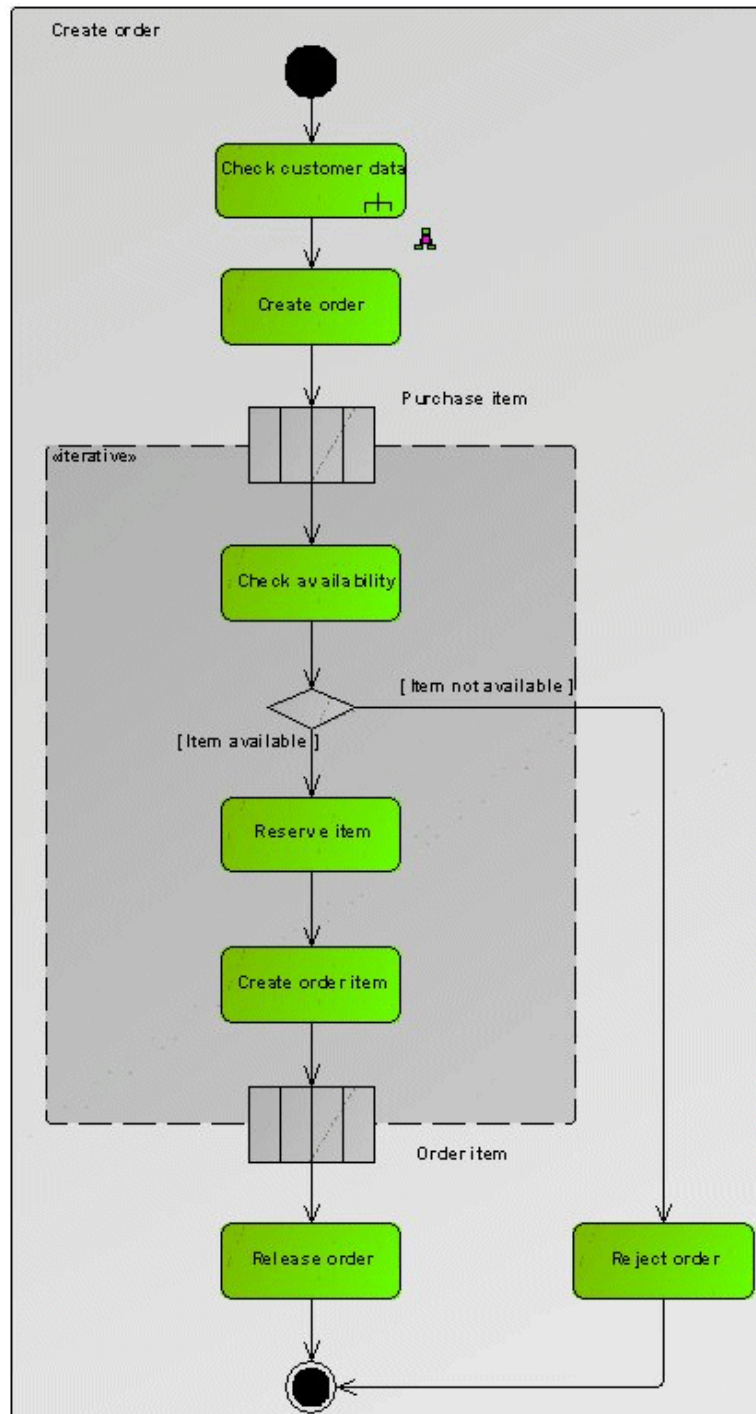 Create order
Check customer data
Create order
Purchase item
«iterative»
Check availability
[ Item not available ]
[ Item available ]
Reserve item
Create order item
Order item
Release order
Reject order